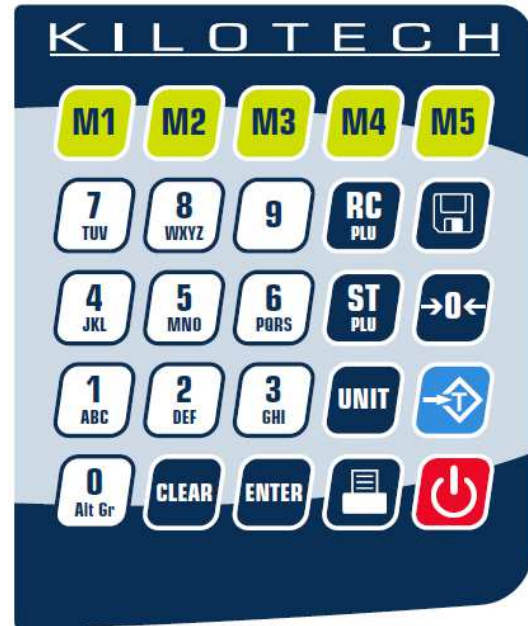 KILOTECH
M1 M2 M3 M4 M5
7 8 9 RC
TUV WXYZ PLU
4 5 6 ST →0←
JKL MNO PQRS PLU
1 2 3 UNIT T
ABC DEF GHI
0 CLEAR ENTER
Alt Gr